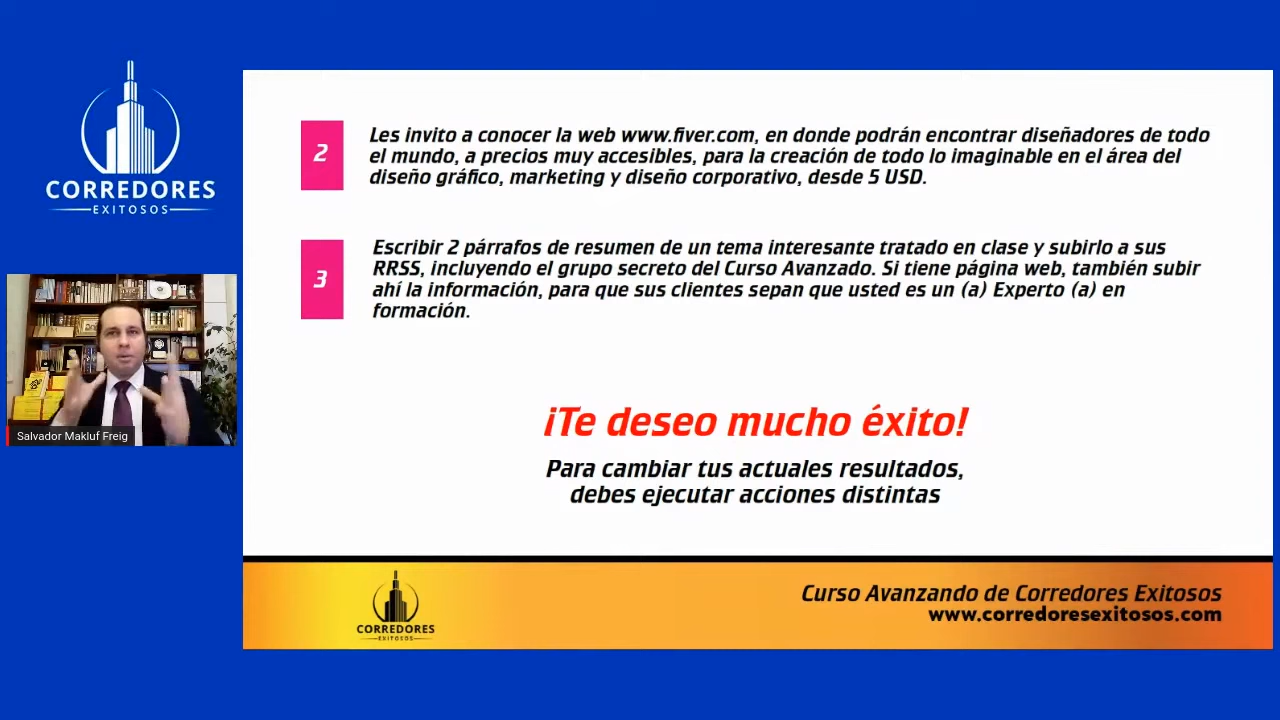 CORREDORES
EXITOSOS
Salvador Makluf Freig
2
Les invito a conocer la web www.fiver.com, en donde podrán encontrar diseñadores de todo
el mundo, a precios muy accesibles, para la creación de todo lo imaginable en el área del
diseño gráfico, marketing y diseño corporativo, desde 5 USD.
3
Escribir 2 párrafos de resumen de un tema interesante tratado en clase y subirlo a sus
RRSS, incluyendo el grupo secreto del Curso Avanzado. Si tiene página web, también subir
ahí la información, para que sus clientes sepan que usted es un (a) Experto (a) en
formación.
¡Te deseo mucho éxito!
Para cambiar tus actuales resultados,
debes ejecutar acciones distintas
CORREDORES
EXITOSOS
Curso Avanzando de Corredores Exitosos
www.corredoresexitosos.com